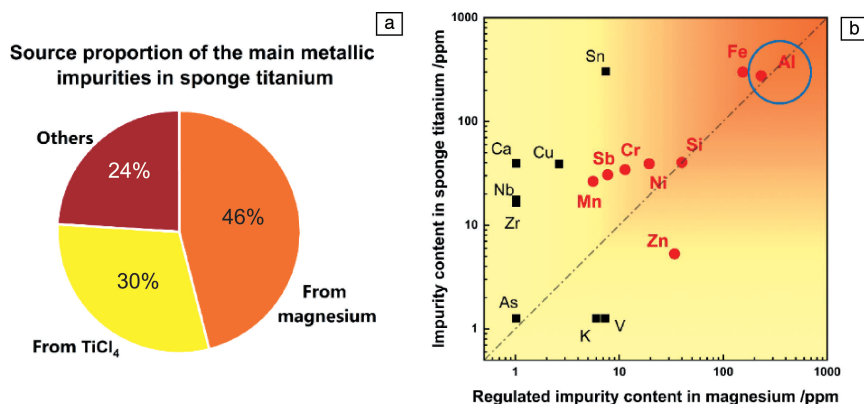 a
Source proportion of the main metallic
impurities in sponge titanium
Others
24%
46%
30%
From
magnesium
From TiCl₄
b
Impurity content in sponge titanium /ppm
1000
100
10
1
Sn
Fe
Al
Ca
Cu
Sb
Cr
Si
Nb
Mn
Ni
Zr
Zn
As
K
V
1
10
100
1000
Regulated impurity content in magnesium /ppm